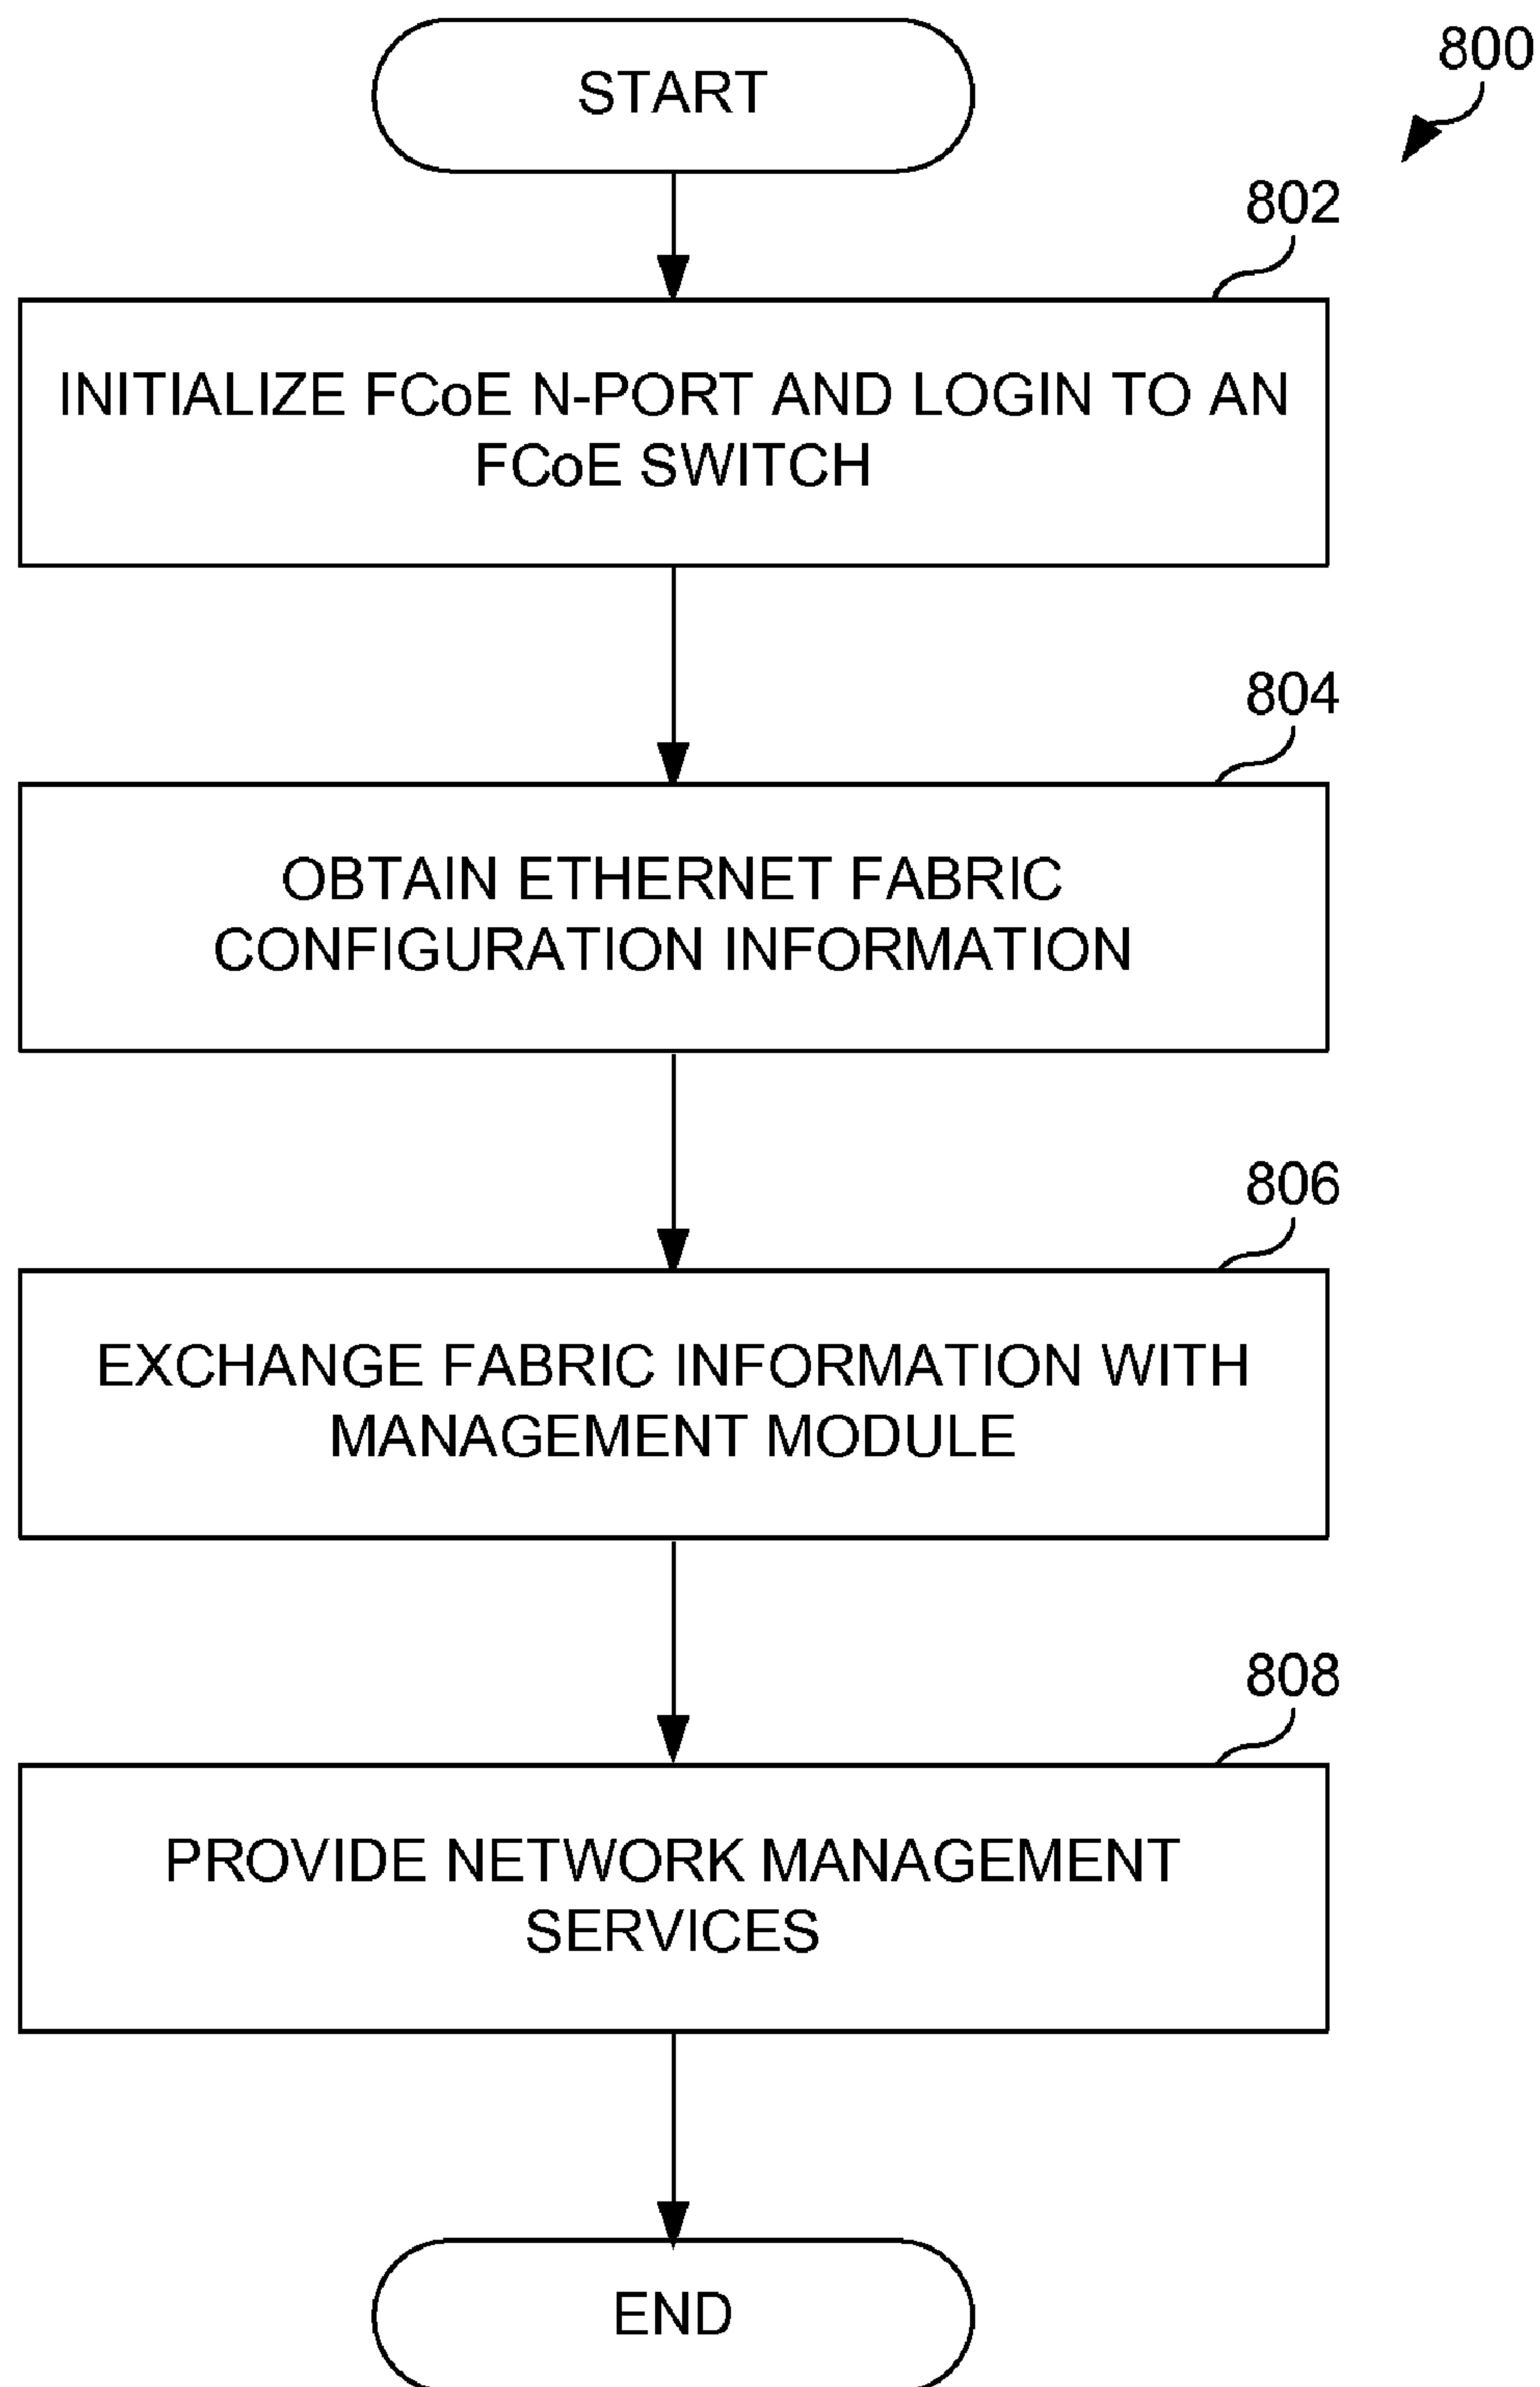 START
800
802
INITIALIZE FCoE N-PORT AND LOGIN TO AN
FCoE SWITCH
804
OBTAIN ETHERNET FABRIC
CONFIGURATION INFORMATION
806
EXCHANGE FABRIC INFORMATION WITH
MANAGEMENT MODULE
808
PROVIDE NETWORK MANAGEMENT
SERVICES
END